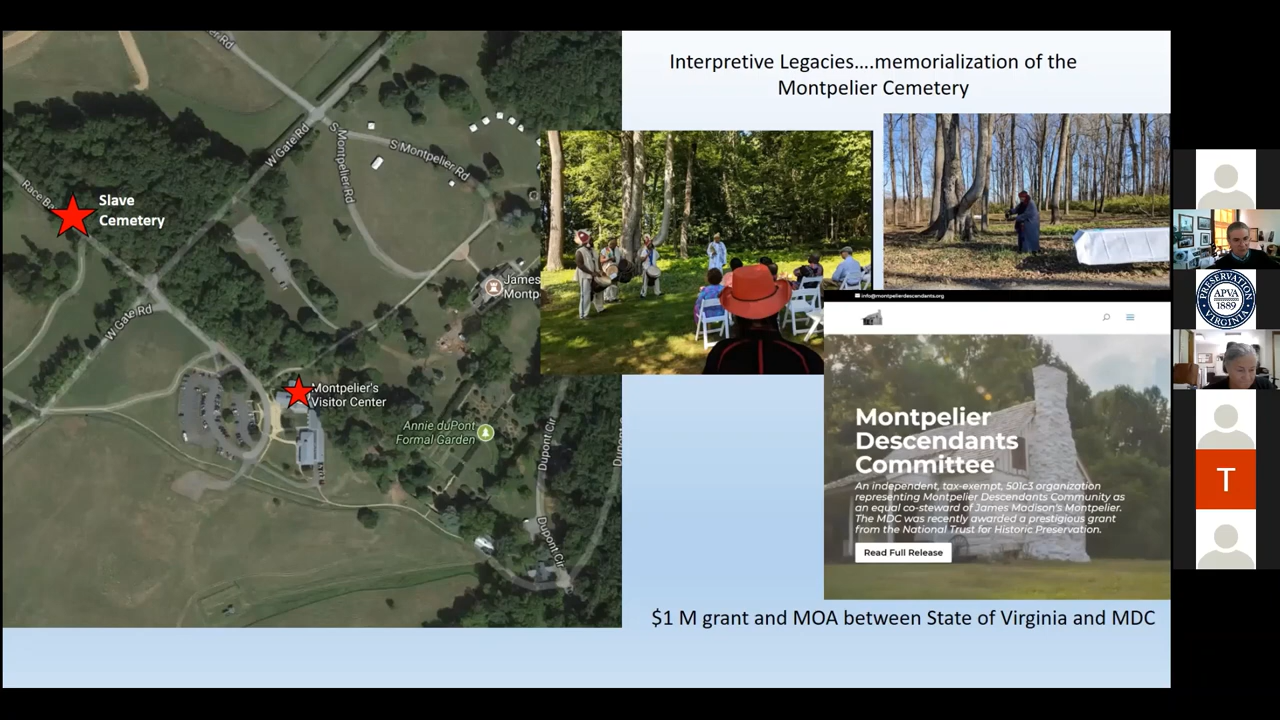 Interpretive Legacies....memorialization of the
Montpelier Cemetery
W Gate Rd
S Montpelier Rd
S Montpelier Rd
Slave
Cemetery
James
Montp
W Gate Rd
Montpelier's
Visitor Center
Annie duPont
Formal Garden
Dupont Cir
Dupont Cir
info@montpelierdescendants.org
Montpelier
Descendants
Committee
An independent, tax-exempt, 501c3 organization
representing Montpelier Descendants Community as
an equal co-steward of James Madison's Montpelier.
The MDC was recently awarded a prestigious grant
from the National Trust for Historic Preservation.
Read Full Release
$1 M grant and MOA between State of Virginia and MDC
PRESERVATION
APVA
1889
VIRGINIA
T